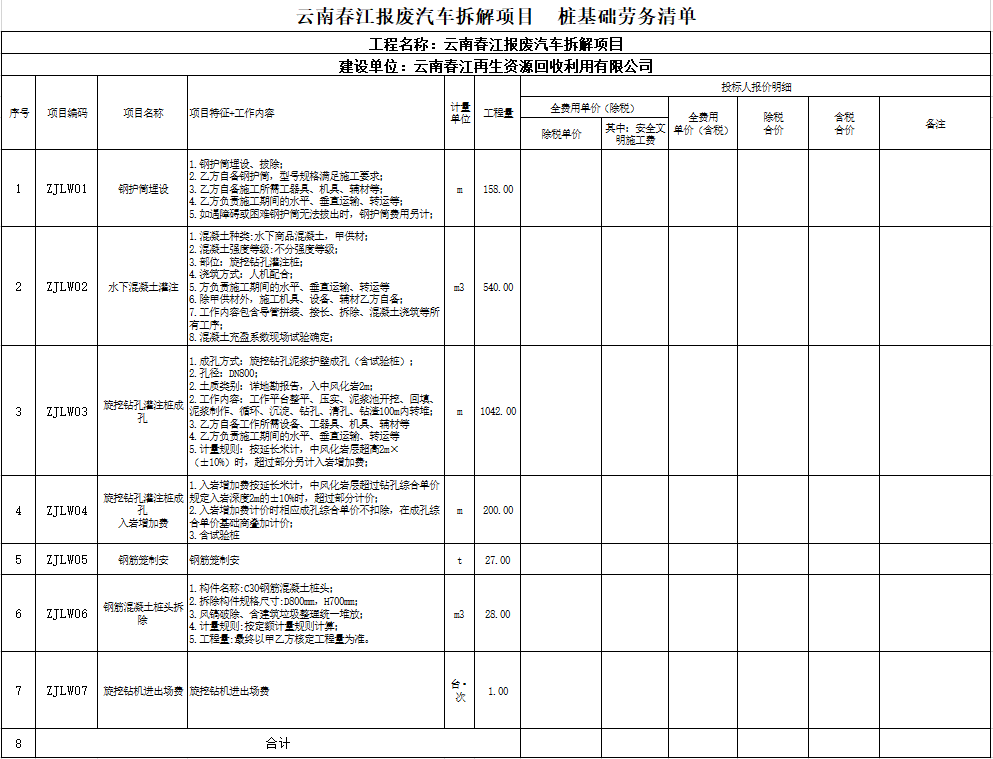 云南春江报废汽车拆解项目 桩基础劳务清单
工程名称：云南春江报废汽车拆解项目
建设单位：云南春江再生资源回收利用有限公司
序号 项目编码 项目名称 项目特征+工作内容 计量单位 工程量 投标人报价明细
全费用单价（除税） 全费用单价（含税） 除税合价 含税合价 备注
除税单价 其中：安全文明施工费
1 ZJLW01 钢护筒埋设
1.钢护筒埋设、拔除；
2.乙方自备钢护筒，型号规格满足施工要求；
3.乙方自备施工所需工器具、机具、辅材等；
4.乙方负责施工期间的水平、垂直运输、转运等；
5.如遇障碍或困难钢护筒无法拔出时，钢护筒费用另计；
m 158.00
2 ZJLW02 水下混凝土灌注
1.混凝土种类:水下商品混凝土，甲供材；
2.混凝土强度等级:不分强度等级；
3.部位：旋挖钻孔灌注桩；
4.浇筑方式：人机配合；
5.方负责施工期间的水平、垂直运输、转运等
6.除甲供材外，施工机具、设备、辅材乙方自备；
7.工作内容包含导管拼装、接长、拆除、混凝土浇筑等所
有工序；
8.混凝土充盈系数现场试验确定；
m3 540.00
3 ZJLW03 旋挖钻孔灌注桩成孔
1.成孔方式：旋挖钻孔泥浆护壁成孔（含试验桩）；
2.孔径：DN800；
2.土质类别：详地勘报告，入中风化岩2m；
2.工作内容：工作平台整平、压实、泥浆池开挖、回填、
泥浆制作、循环、沉淀、钻孔、清孔、钻渣100m内转堆；
3.乙方自备工作所需设备、工器具、机具、辅材等
4.乙方负责施工期间的水平、垂直运输、转运等
5.计量规则：按延长米计，中风化岩层超高2m×
（±10%）时，超过部分另计入岩增加费；
m 1042.00
4 ZJLW04 旋挖钻孔灌注桩成孔
入岩增加费
1.入岩增加费按延长米计，中风化岩层超过钻孔综合单价
规定入岩深度2m的±10%时，超过部分计价；
2.入岩增加费计价时相应成孔综合单价不扣除，在成孔综
合单价基础商叠加计价；
3.含试验桩
m 200.00
5 ZJLW05 钢筋笼制安 钢筋笼制安 t 27.00
6 ZJLW06 钢筋混凝土桩头拆除
1.构件名称:C30钢筋混凝土桩头；
2.拆除构件规格尺寸:D800mm，H700mm；
3.风镐破除、含建筑垃圾整理统一堆放；
4.计量规则:按定额计量规则计算；
5.工程量:最终以甲乙方核定工程量为准。
m3 28.00
7 ZJLW07 旋挖钻机进出场费 旋挖钻机进出场费 台·次 1.00
8 合计